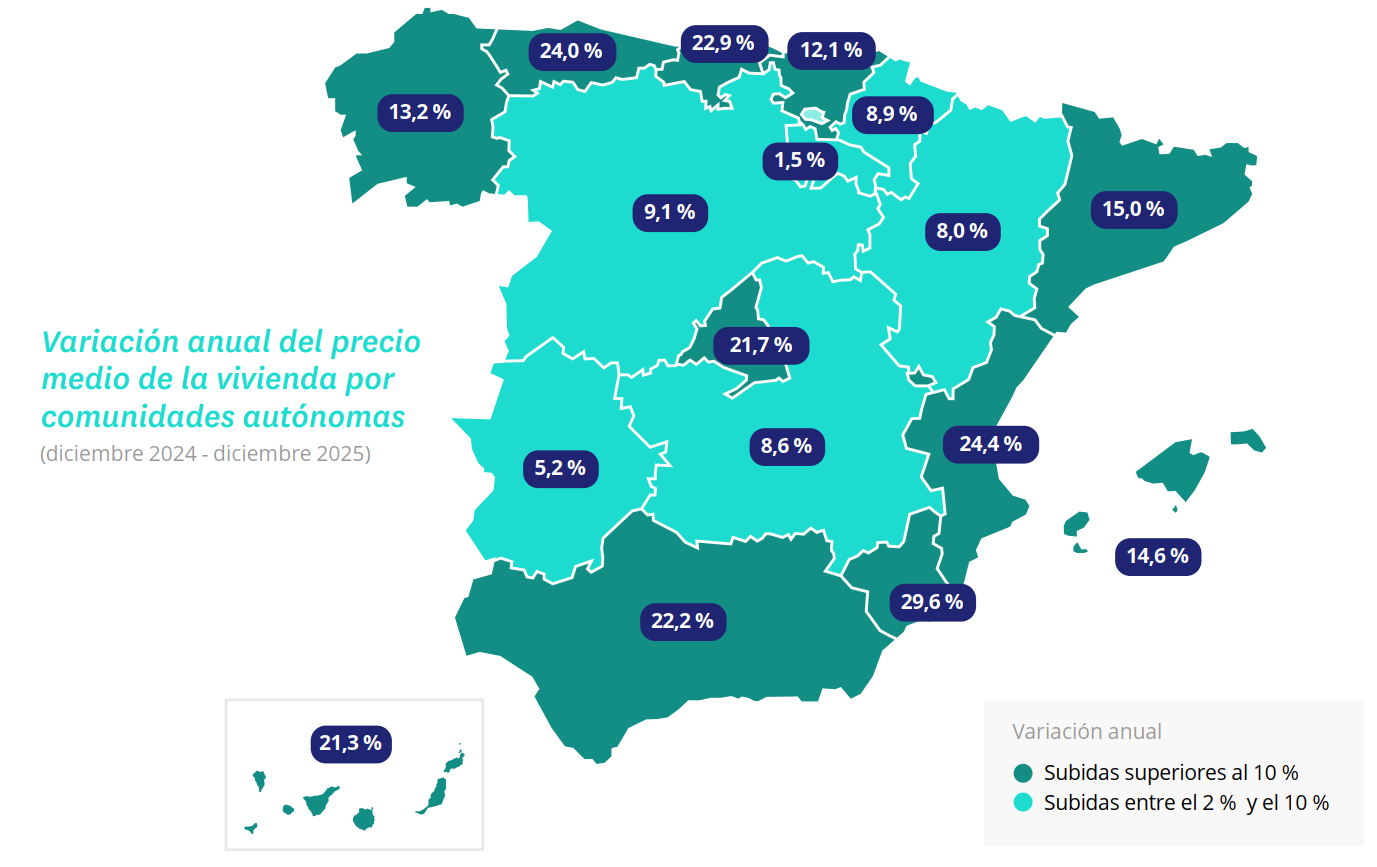 24,0 %
22,9 %
12,1 %
13,2 %
8,9 %
1,5 %
9,1 %
8,0 %
15,0 %
Variación anual del precio
medio de la vivienda por
comunidades autónomas
(diciembre 2024 - diciembre 2025)
21,7 %
8,6 %
24,4 %
5,2 %
14,6 %
29,6 %
22,2 %
21,3 %
Variación anual
Subidas superiores al 10 %
Subidas entre el 2 % y el 10 %